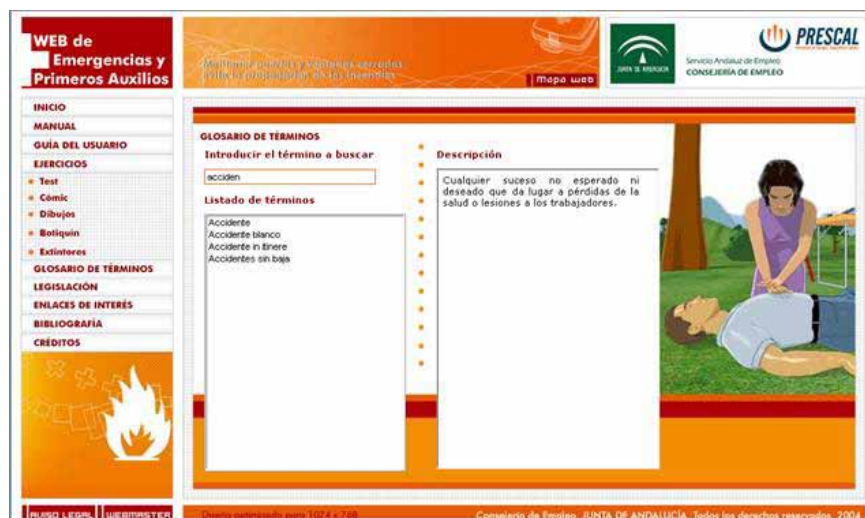 WEB de
Emergencias y
Primeros Auxilios
mapa web
JUNTA DE ANDALUCIA
PRESCAL
Servicio Andaluz de Empleo
CONSEJERÍA DE EMPLEO
INICIO
MANUAL
GUÍA DEL USUARIO
EJERCICIOS
Test
Cómic
Dibujos
Botiquín
Extintores
GLOSARIO DE TÉRMINOS
LEGISLACIÓN
ENLACES DE INTERÉS
BIBLIOGRAFÍA
CRÉDITOS
GLOSARIO DE TÉRMINOS
Introducir el término a buscar
acciden
Listado de términos
Accidente
Accidente blanco
Accidente in itinere
Accidentes sin baja
Descripción
Cualquier suceso no esperado ni
deseado que da lugar a pérdidas de la
salud o lesiones a los trabajadores.
AVISO LEGAL
WEBMASTER
Diseño optimizado para 1024 x 768
Consejería de Empleo. JUNTA DE ANDALUCÍA. Todos los derechos reservados. 2004